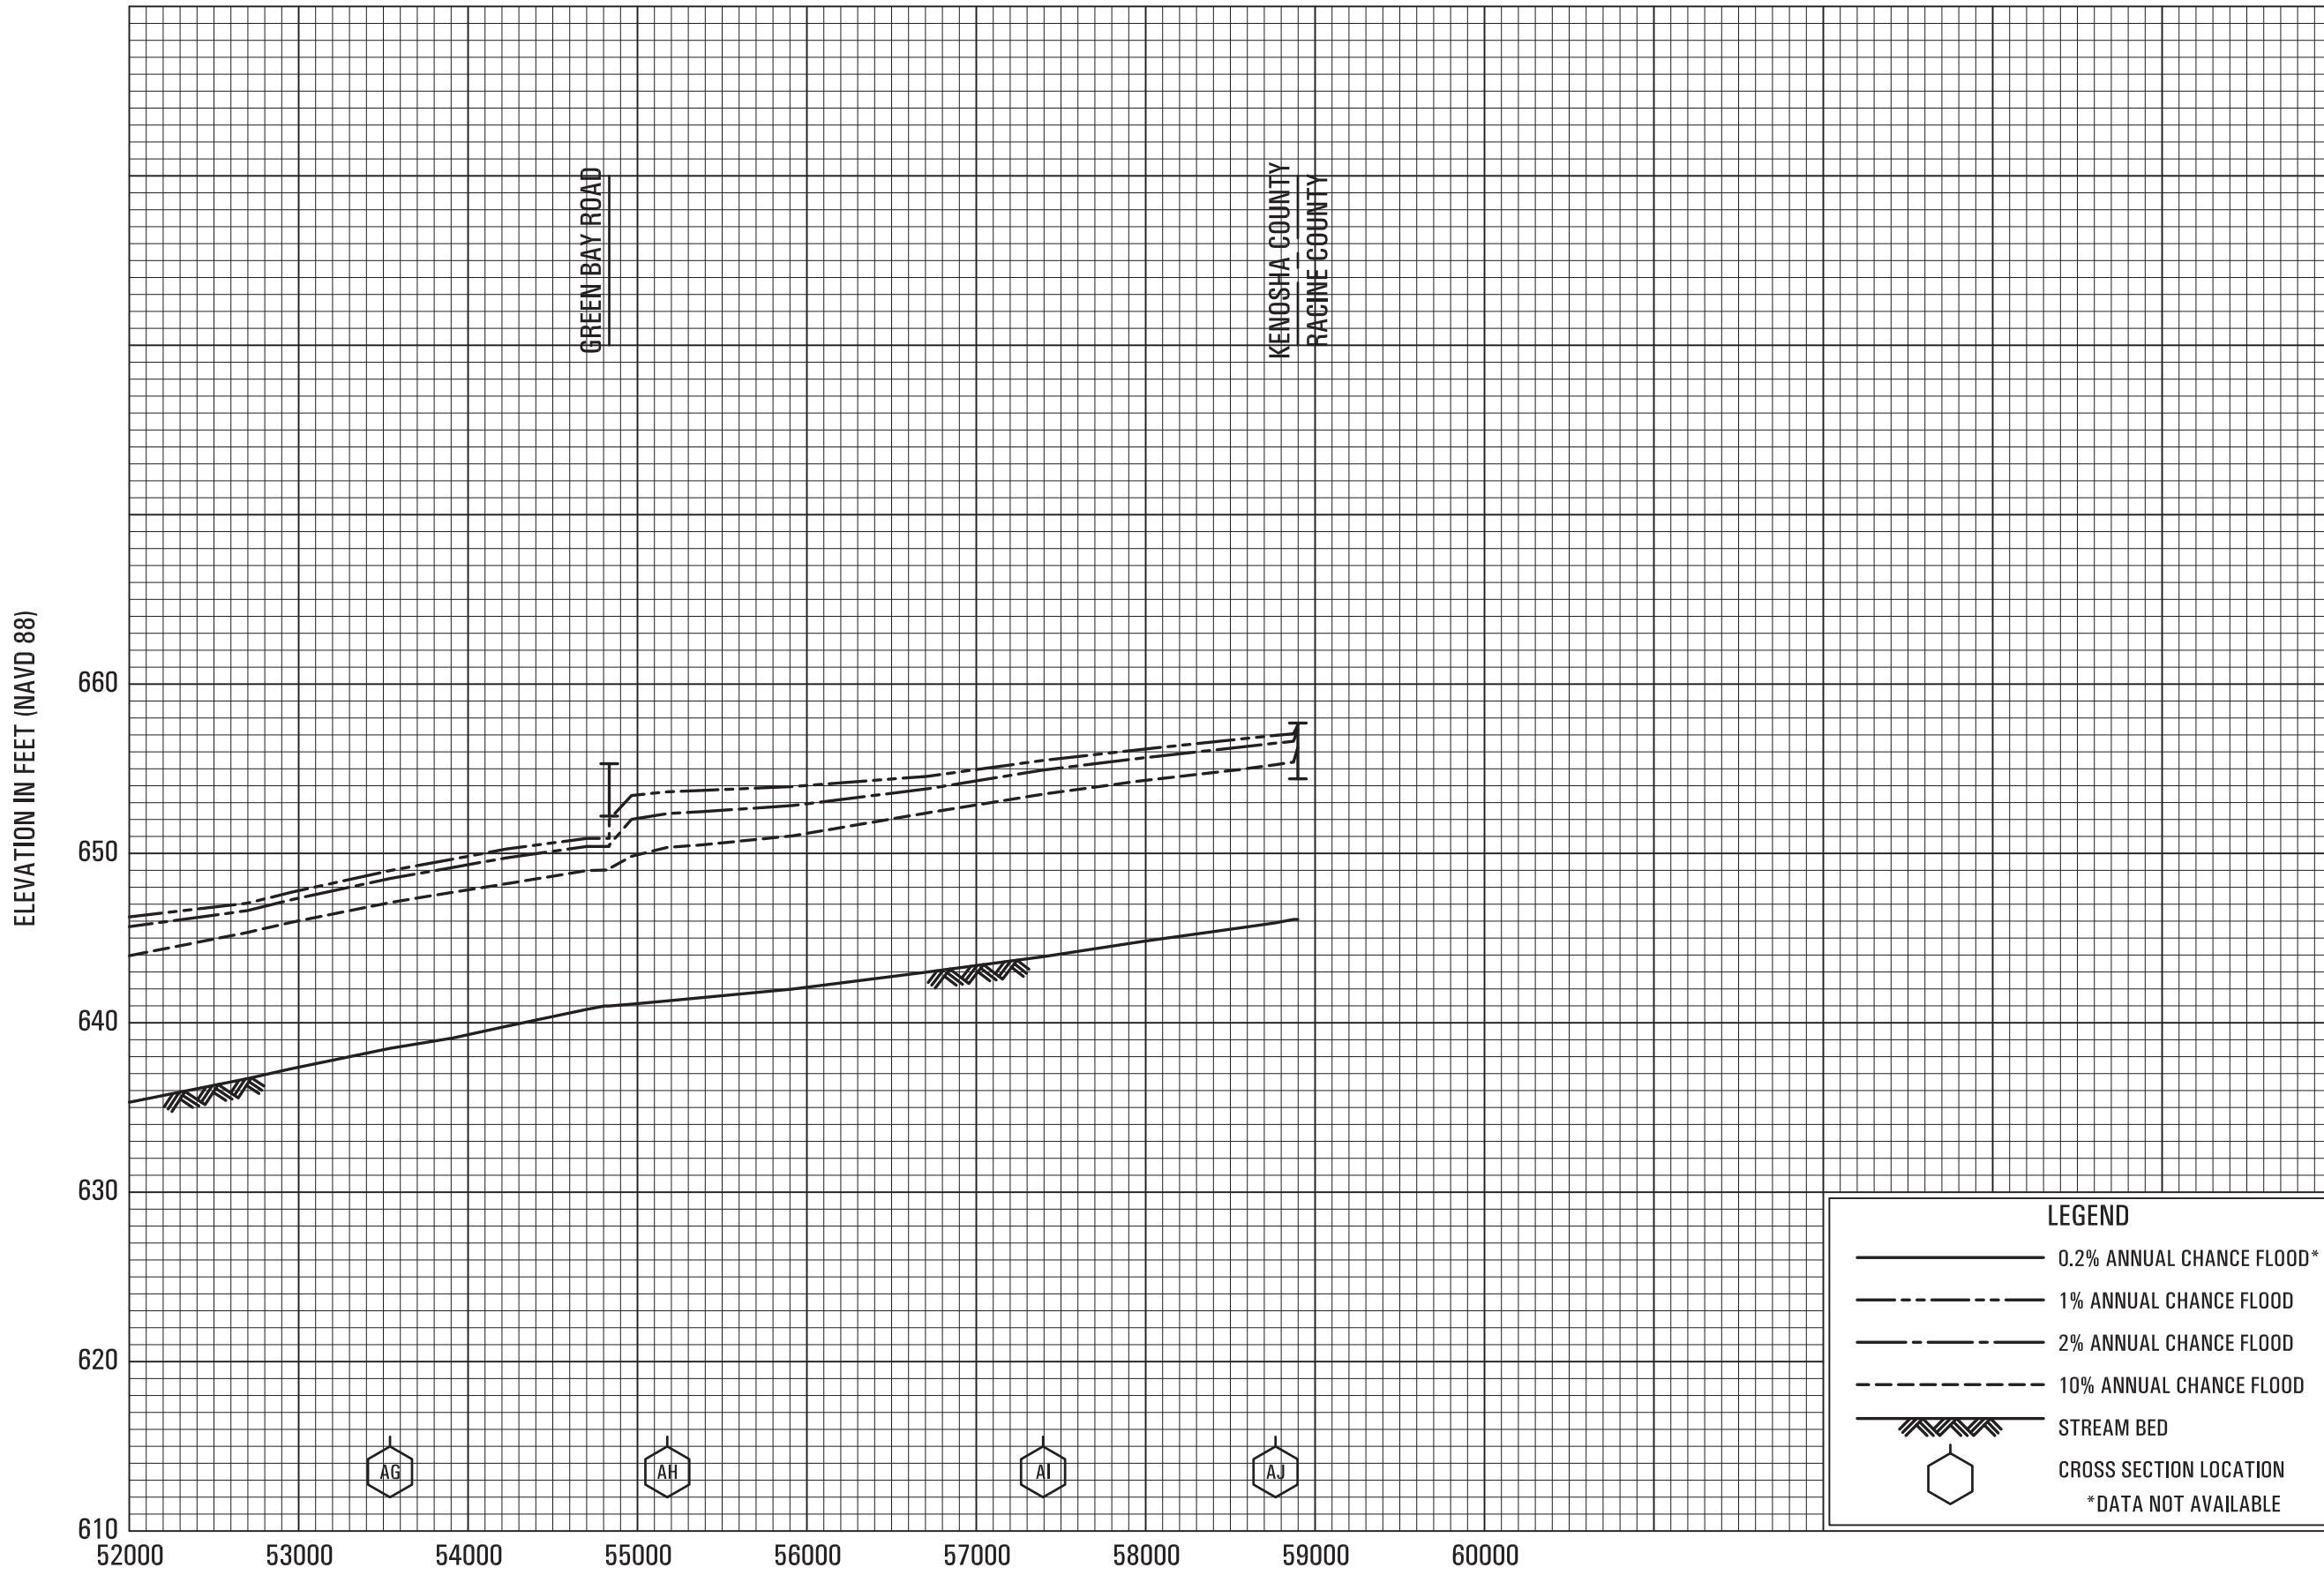 GREEN BAY ROAD
KENOSHA COUNTY
RACINE COUNTY
ELEVATION IN FEET (NAVD 88)
660
650
640
630
620
610
52000
53000
54000
55000
56000
57000
58000
59000
60000
AG
AH
AI
AJ
LEGEND
0.2% ANNUAL CHANCE FLOOD*
1% ANNUAL CHANCE FLOOD
2% ANNUAL CHANCE FLOOD
10% ANNUAL CHANCE FLOOD
STREAM BED
CROSS SECTION LOCATION
*DATA NOT AVAILABLE